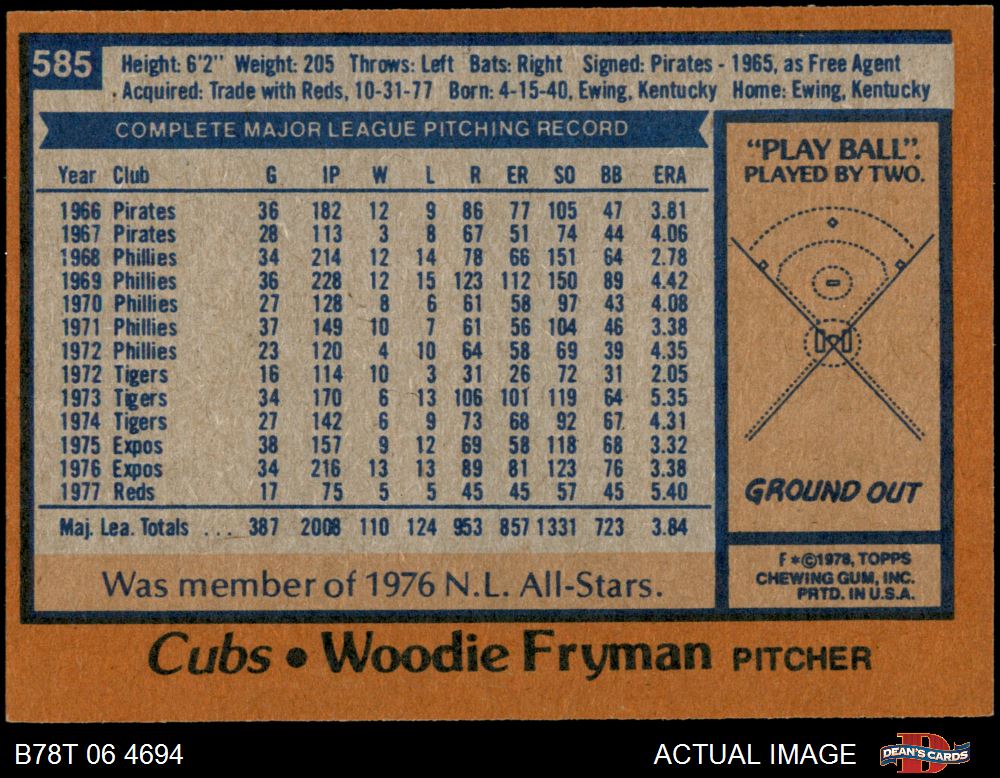 585
Height: 6'2" Weight: 205 Throws: Left Bats: Right Signed: Pirates - 1965, as Free Agent
Acquired: Trade with Reds, 10-31-77 Born: 4-15-40, Ewing, Kentucky Home: Ewing, Kentucky
COMPLETE MAJOR LEAGUE PITCHING RECORD
Year Club G IP W L R ER SO BB ERA
1966 Pirates 36 182 12 9 86 77 105 47 3.81
1967 Pirates 28 113 3 8 67 51 74 44 4.06
1968 Phillies 34 214 12 14 78 66 151 64 2.78
1969 Phillies 36 228 12 15 123 112 150 89 4.42
1970 Phillies 27 128 8 6 61 58 97 43 4.08
1971 Phillies 37 149 10 7 61 56 104 46 3.38
1972 Phillies 23 120 4 10 64 58 69 39 4.35
1972 Tigers 16 114 10 3 31 26 72 31 2.05
1973 Tigers 34 170 6 13 106 101 119 64 5.35
1974 Tigers 27 142 6 9 73 68 92 67 4.31
1975 Expos 38 157 9 12 69 58 118 68 3.32
1976 Expos 34 216 13 13 89 81 123 76 3.38
1977 Reds 17 75 5 5 45 45 57 45 5.40
Maj. Lea. Totals ... 387 2008 110 124 953 857 1331 723 3.84
Was member of 1976 N.L. All-Stars.
"PLAY BALL".
PLAYED BY TWO.
GROUND OUT
F*©1978, TOPPS
CHEWING GUM, INC.
PRTD. IN U.S.A.
Cubs • Woodie Fryman PITCHER
B78T 06 4694
ACTUAL IMAGE
DEAN'S CARDS